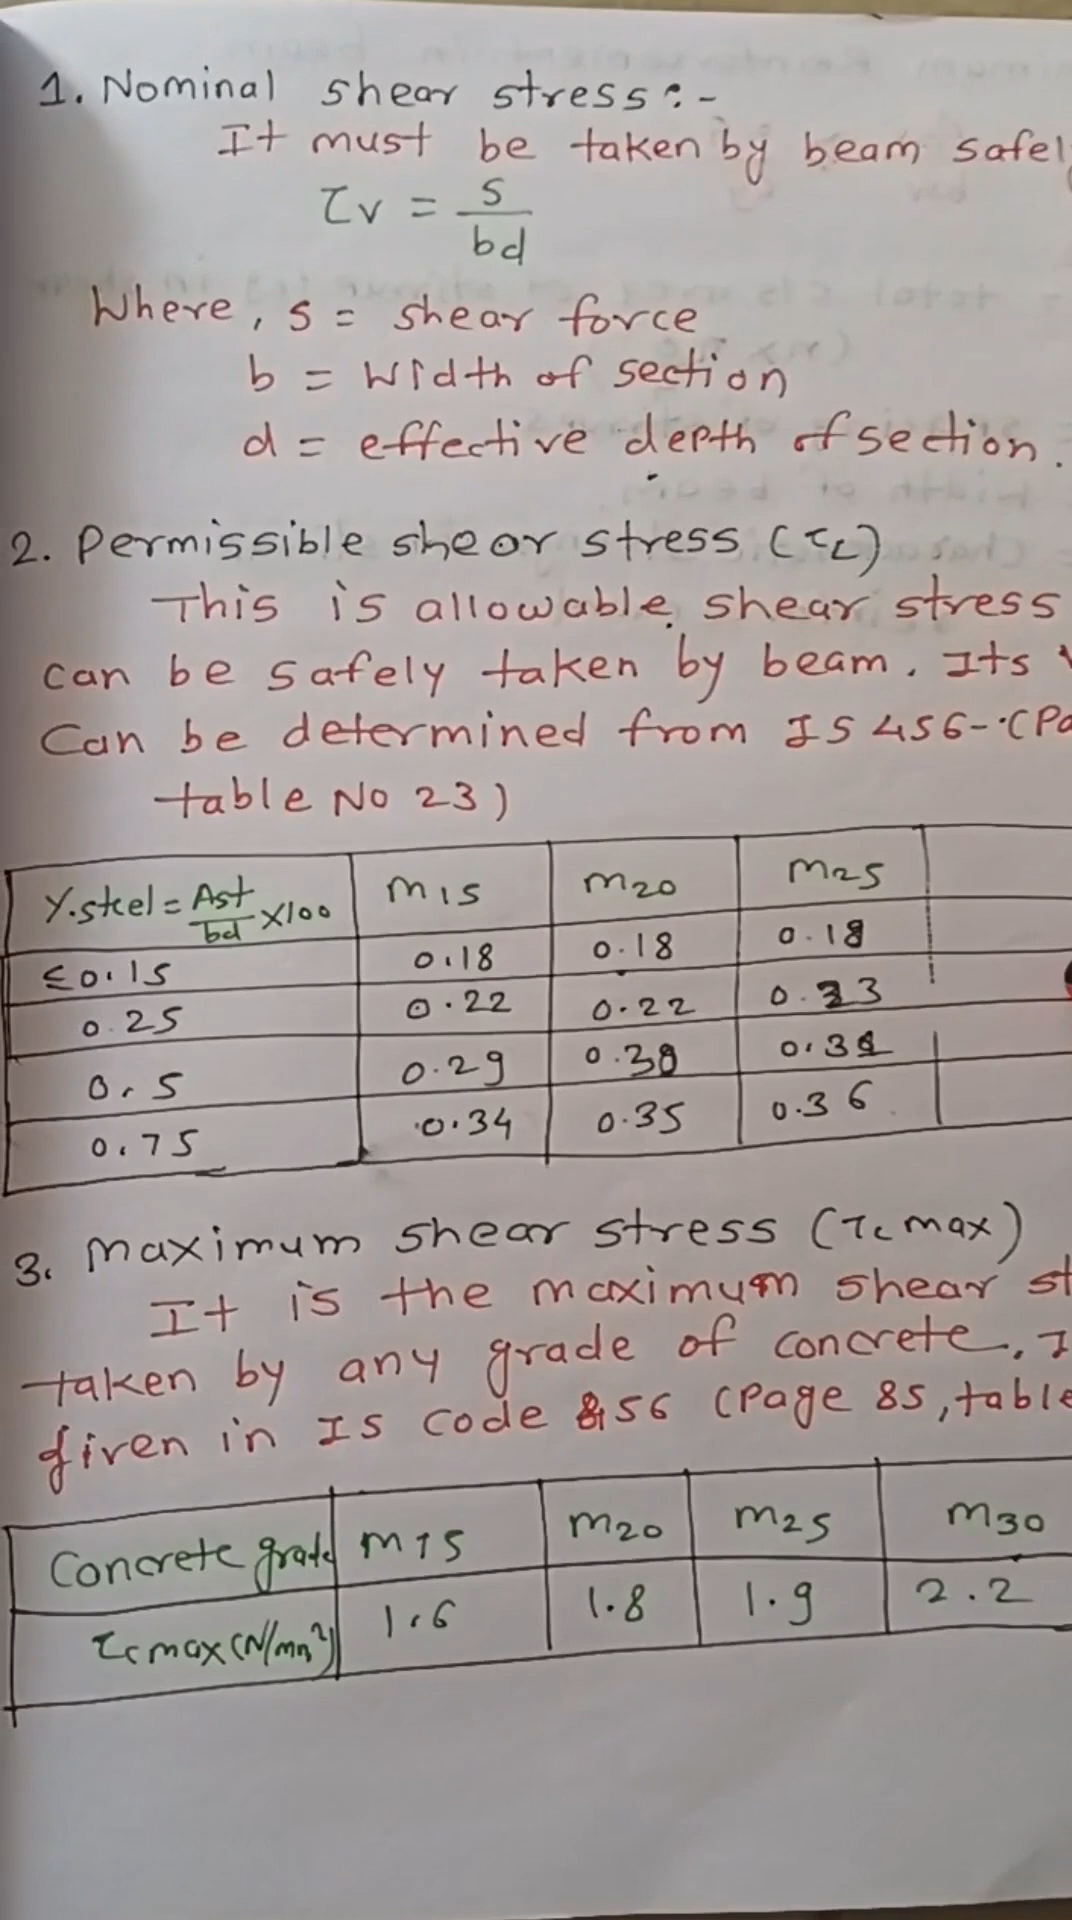 1. Nominal shear stress:-
It must be taken by beam safel
τv = s/bd
Where, s = shear force
b = width of section
d = effective depth of section.
2. Permissible shear stress (τc)
This is allowable shear stress
can be safely taken by beam. Its
Can be determined from IS 456-(Pa
table No 23)
%.steel = Ast/bd ×100 M15 M20 M25
≤0.15 0.18 0.18 0.18
0.25 0.22 0.22 0.23
0.5 0.29 0.30
0.75 0.34 0.35 0.36
3. Maximum shear stress (τc max)
It is the maximum shear st
taken by any grade of concrete. I
given in IS code 456 (Page 85, table
Concrete grade M15 M20 M25 M30
τc max (N/mm²) 1.6 1.8 1.9 2.2